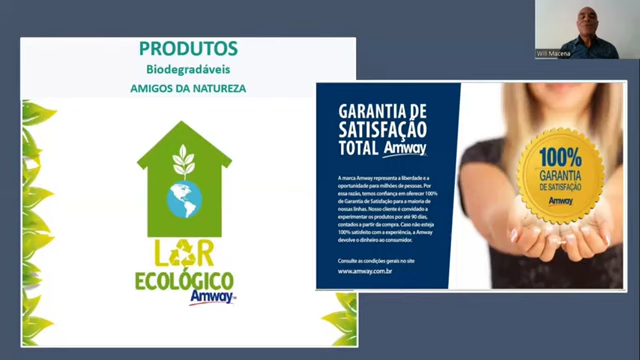 PRODUTOS
Biodegradáveis
AMIGOS DA NATUREZA
LAR
ECOLÓGICO
Amway
GARANTIA DE
SATISFAÇÃO
TOTAL Amway
A marca Amway representa a liberdade e a
oportunidade para milhões de pessoas. Por
essa razão, temos confiança em oferecer 100%
de Garantia de Satisfação para a maioria de
nossas linhas. Nosso cliente é convidado a
experimentar os produtos por até 90 dias,
contados a partir da compra. Caso não esteja
100% satisfeito com a experiência, a Amway
devolve o dinheiro ao consumidor.
Consulte as condições gerais no site
www.amway.com.br
100%
GARANTIA
DE SATISFAÇÃO
Amway
Will Macena